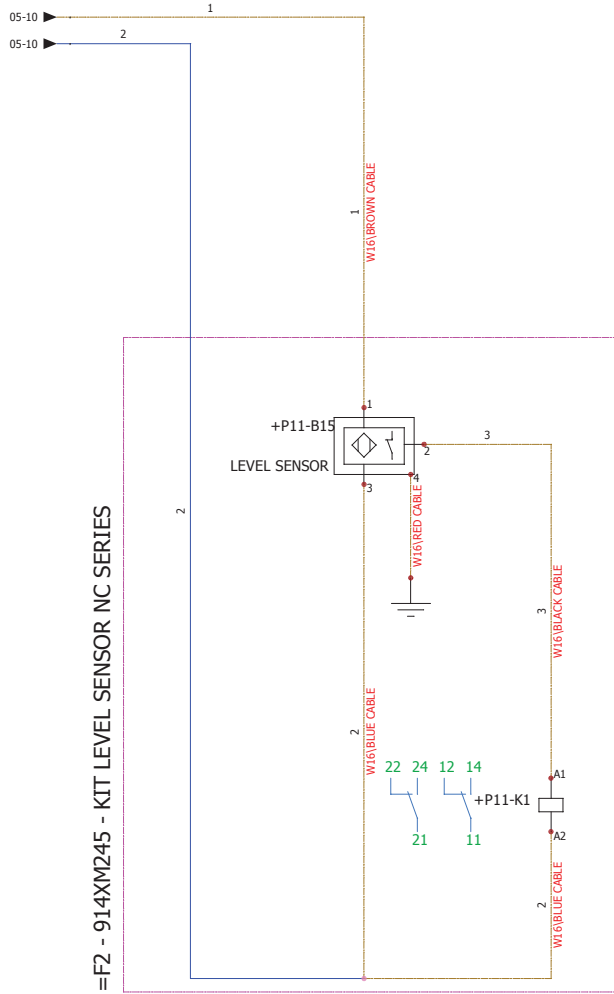 05-10
1
05-10
2
1
W16\BROWN CABLE
+P11-B15
1
2
3
LEVEL SENSOR
4
3
W16\RED CABLE
2
=F2 - 914XM245 - KIT LEVEL SENSOR NC SERIES
3
W16\BLACK CABLE
2
W16\BLUE CABLE
22 24 12 14
A1
+P11-K1
21 11
A2
2
W16\BLUE CABLE